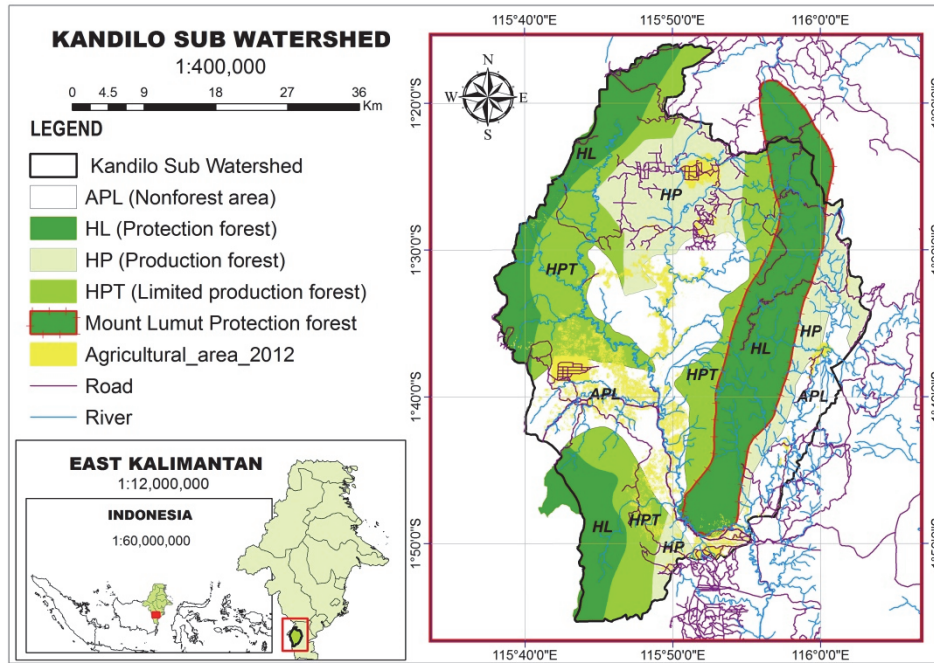 KANDILO SUB WATERSHED
1:400,000
0 4.5 9 18 27 36
Km
LEGEND
Kandilo Sub Watershed
APL (Nonforest area)
HL (Protection forest)
HP (Production forest)
HPT (Limited production forest)
Mount Lumut Protection forest
Agricultural_area_2012
Road
River
EAST KALIMANTAN
1:12,000,000
INDONESIA
1:60,000,000
115°40'0"E 115°50'0"E 116°0'0"E
N
W E
S
1°20'0"S
HL
HP
1°30'0"S
HPT
HP
HL
HPT
1°40'0"S
APL
APL
HL
HPT
HP
1°50'0"S
115°40'0"E 115°50'0"E 116°0'0"E